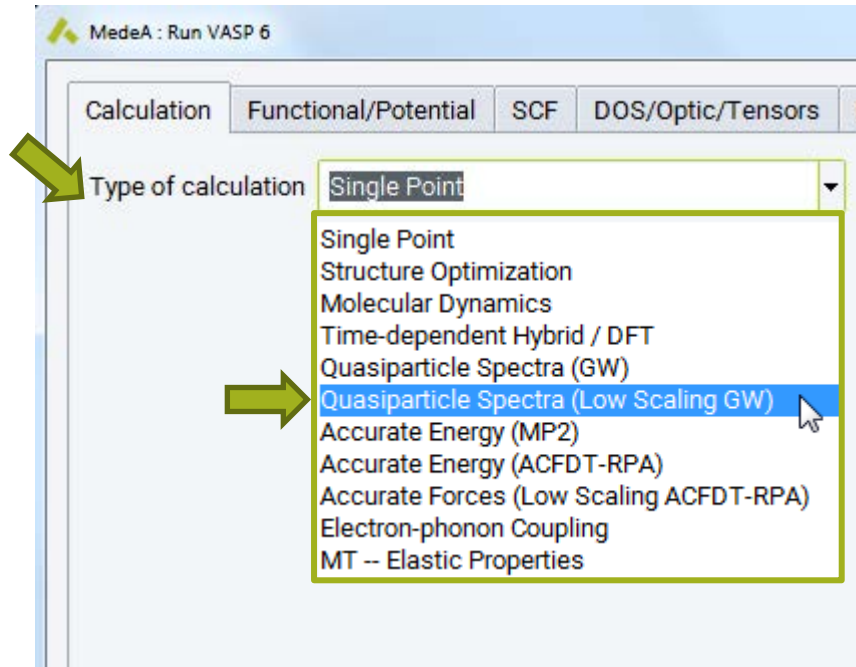 MedeA : Run VASP 6
Calculation Functional/Potential SCF DOS/Optic/Tensors
Type of calculation Single Point
Single Point
Structure Optimization
Molecular Dynamics
Time-dependent Hybrid / DFT
Quasiparticle Spectra (GW)
Quasiparticle Spectra (Low Scaling GW)
Accurate Energy (MP2)
Accurate Energy (ACFDT-RPA)
Accurate Forces (Low Scaling ACFDT-RPA)
Electron-phonon Coupling
MT -- Elastic Properties